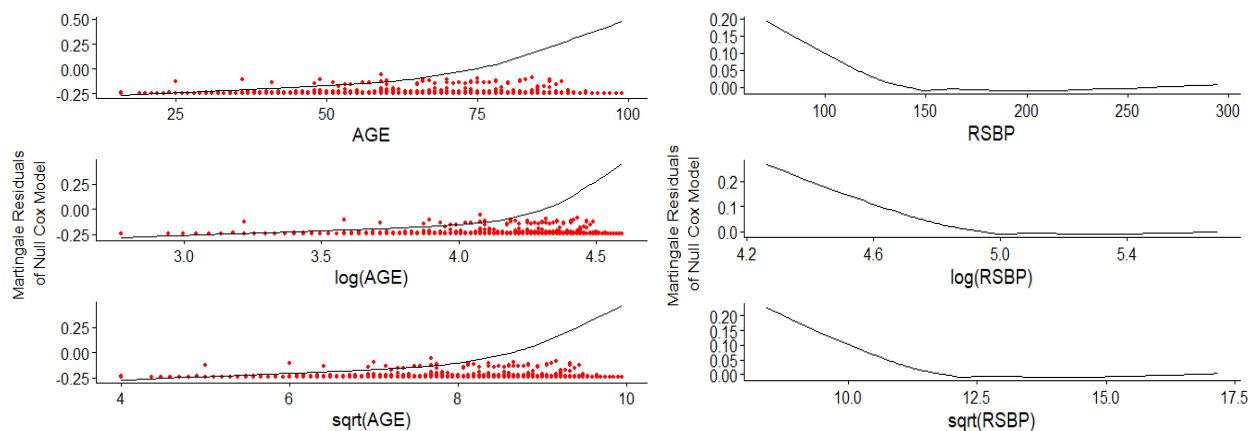 Martingale Residuals
of Null Cox Model
0.50
0.25
0.00
-0.25
25 50 75 100
AGE
0.25
0.00
-0.25
3.0 3.5 4.0 4.5
log(AGE)
0.25
0.00
-0.25
4 6 8 10
sqrt(AGE)
Martingale Residuals
of Null Cox Model
0.20
0.15
0.10
0.05
0.00
100 150 200 250 300
RSBP
0.2
0.1
0.0
4.2 4.6 5.0 5.4
log(RSBP)
0.20
0.15
0.10
0.05
0.00
10.0 12.5 15.0 17.5
sqrt(RSBP)